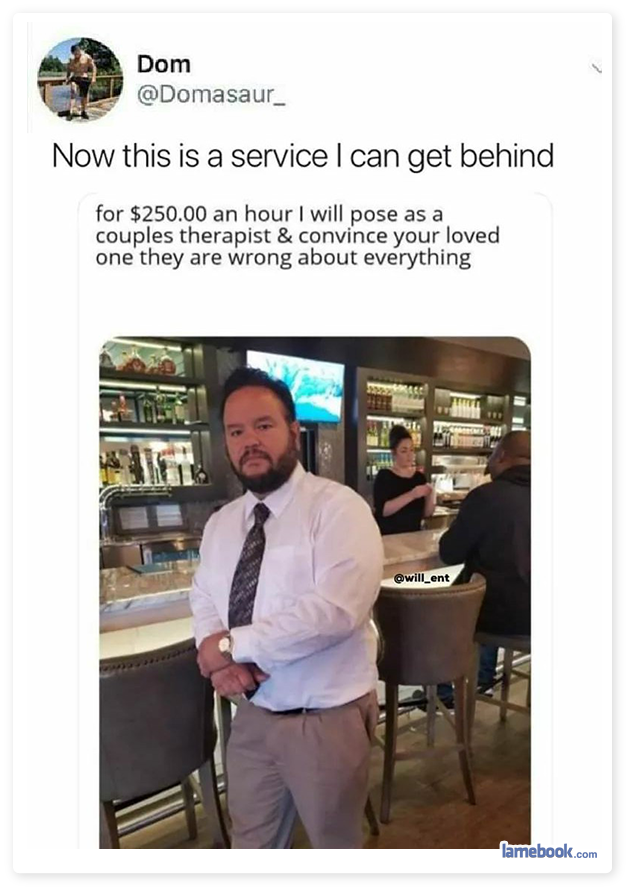 Dom
@Domasaur_
Now this is a service I can get behind
for $250.00 an hour I will pose as a
couples therapist & convince your loved
one they are wrong about everything
@will_ent
lamebook.com